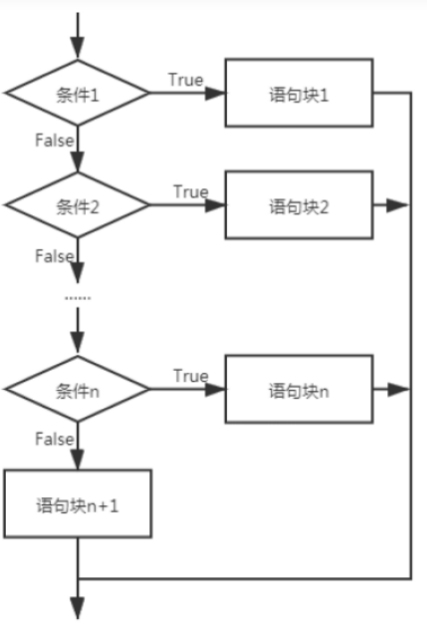 True
条件1
语句块1
False
True
条件2
语句块2
False
......
True
条件n
语句块n
False
语句块n+1